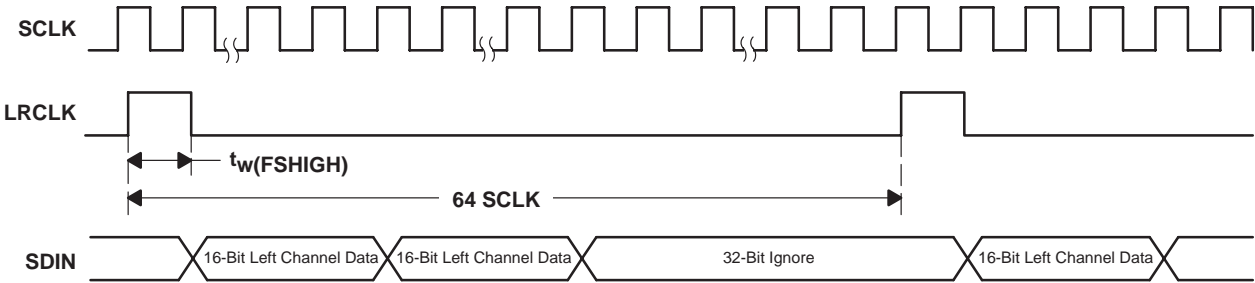 SCLK
LRCLK
tw(FSHIGH)
64 SCLK
SDIN
16-Bit Left Channel Data
16-Bit Left Channel Data
32-Bit Ignore
16-Bit Left Channel Data